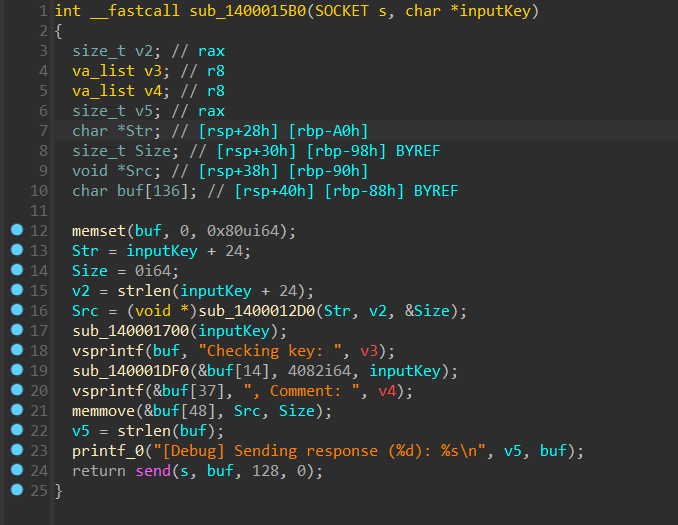 1 int __fastcall sub_1400015B0(SOCKET s, char *inputKey)
2 {
3 size_t v2; // rax
4 va_list v3; // r8
5 va_list v4; // r8
6 size_t v5; // rax
7 char *Str; // [rsp+28h] [rbp-A0h]
8 size_t Size; // [rsp+30h] [rbp-98h] BYREF
9 void *Src; // [rsp+38h] [rbp-90h]
10 char buf[136]; // [rsp+40h] [rbp-88h] BYREF
11
12 memset(buf, 0, 0x80ui64);
13 Str = inputKey + 24;
14 Size = 0i64;
15 v2 = strlen(inputKey + 24);
16 Src = (void *)sub_1400012D0(Str, v2, &Size);
17 sub_140001700(inputKey);
18 vsprintf(buf, "Checking key: ", v3);
19 sub_140001DF0(&buf[14], 4082i64, inputKey);
20 vsprintf(&buf[37], ", Comment: ", v4);
21 memmove(&buf[48], Src, Size);
22 v5 = strlen(buf);
23 printf_0("[Debug] Sending response (%d): %s\n", v5, buf);
24 return send(s, buf, 128, 0);
25 }